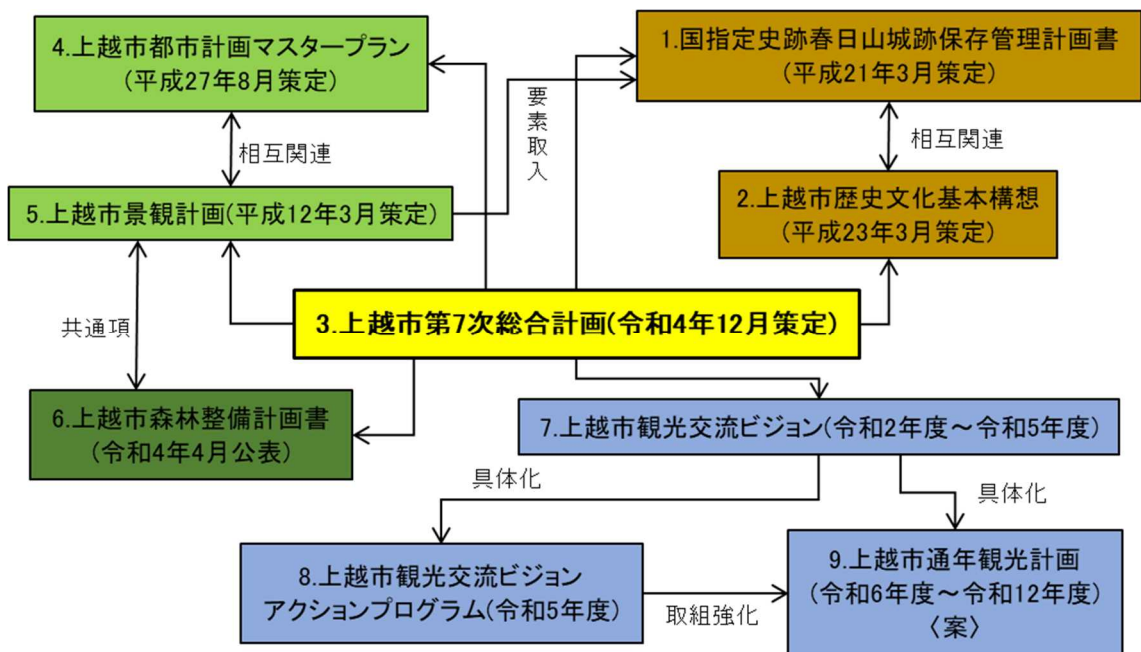 4.上越市都市計画マスタープラン
(平成27年8月策定)
1.国指定史跡春日山城跡保存管理計画書
(平成21年3月策定)
要素取入
相互関連
相互関連
5.上越市景観計画(平成12年3月策定)
2.上越市歴史文化基本構想
(平成23年3月策定)
3.上越市第7次総合計画(令和4年12月策定)
共通項
6.上越市森林整備計画書
(令和4年4月公表)
7.上越市観光交流ビジョン(令和2年度～令和5年度)
具体化
具体化
8.上越市観光交流ビジョン
アクションプログラム(令和5年度)
取組強化
9.上越市通年観光計画
(令和6年度～令和12年度)
〈案〉